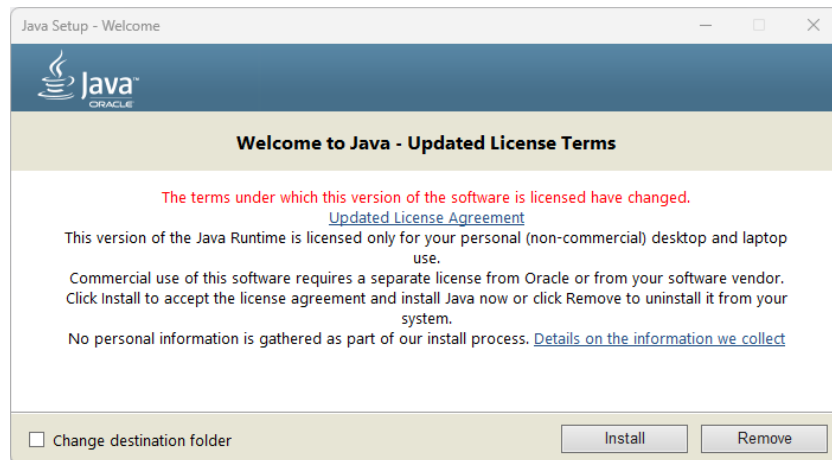 Java Setup - Welcome
Java™
ORACLE
Welcome to Java - Updated License Terms
The terms under which this version of the software is licensed have changed.
Updated License Agreement
This version of the Java Runtime is licensed only for your personal (non-commercial) desktop and laptop
use.
Commercial use of this software requires a separate license from Oracle or from your software vendor.
Click Install to accept the license agreement and install Java now or click Remove to uninstall it from your
system.
No personal information is gathered as part of our install process. Details on the information we collect
Change destination folder
Install
Remove